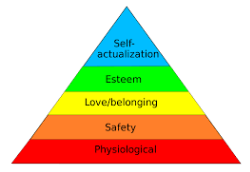 Self-
actualization
Esteem
Love/belonging
Safety
Physiological